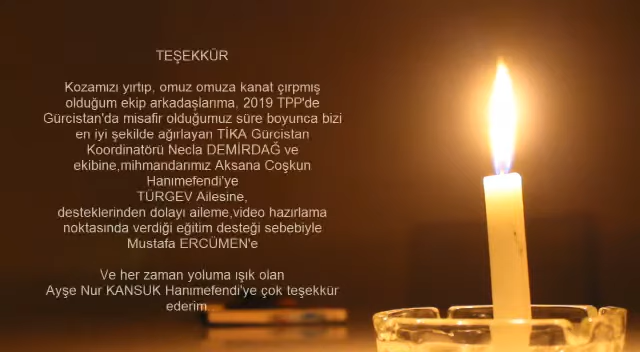 TEŞEKKÜR
Kozamızı yırtıp, omuz omuza kanat çırpmış
olduğum ekip arkadaşlarıma, 2019 TPP'de
Gürcistan'da misafir olduğumuz süre boyunca bizi
en iyi şekilde ağırlayan TİKA Gürcistan
Koordinatörü Necla DEMİRDAĞ ve
ekibine,mihmandarımız Aksana Coşkun
Hanımefendi'ye
TÜRGEV Ailesine,
desteklerinden dolayı aileme,video hazırlama
noktasında verdiği eğitim desteği sebebiyle
Mustafa ERCÜMEN'e
Ve her zaman yoluma ışık olan
Ayşe Nur KANSUK Hanımefendi'ye çok teşekkür
ederim...